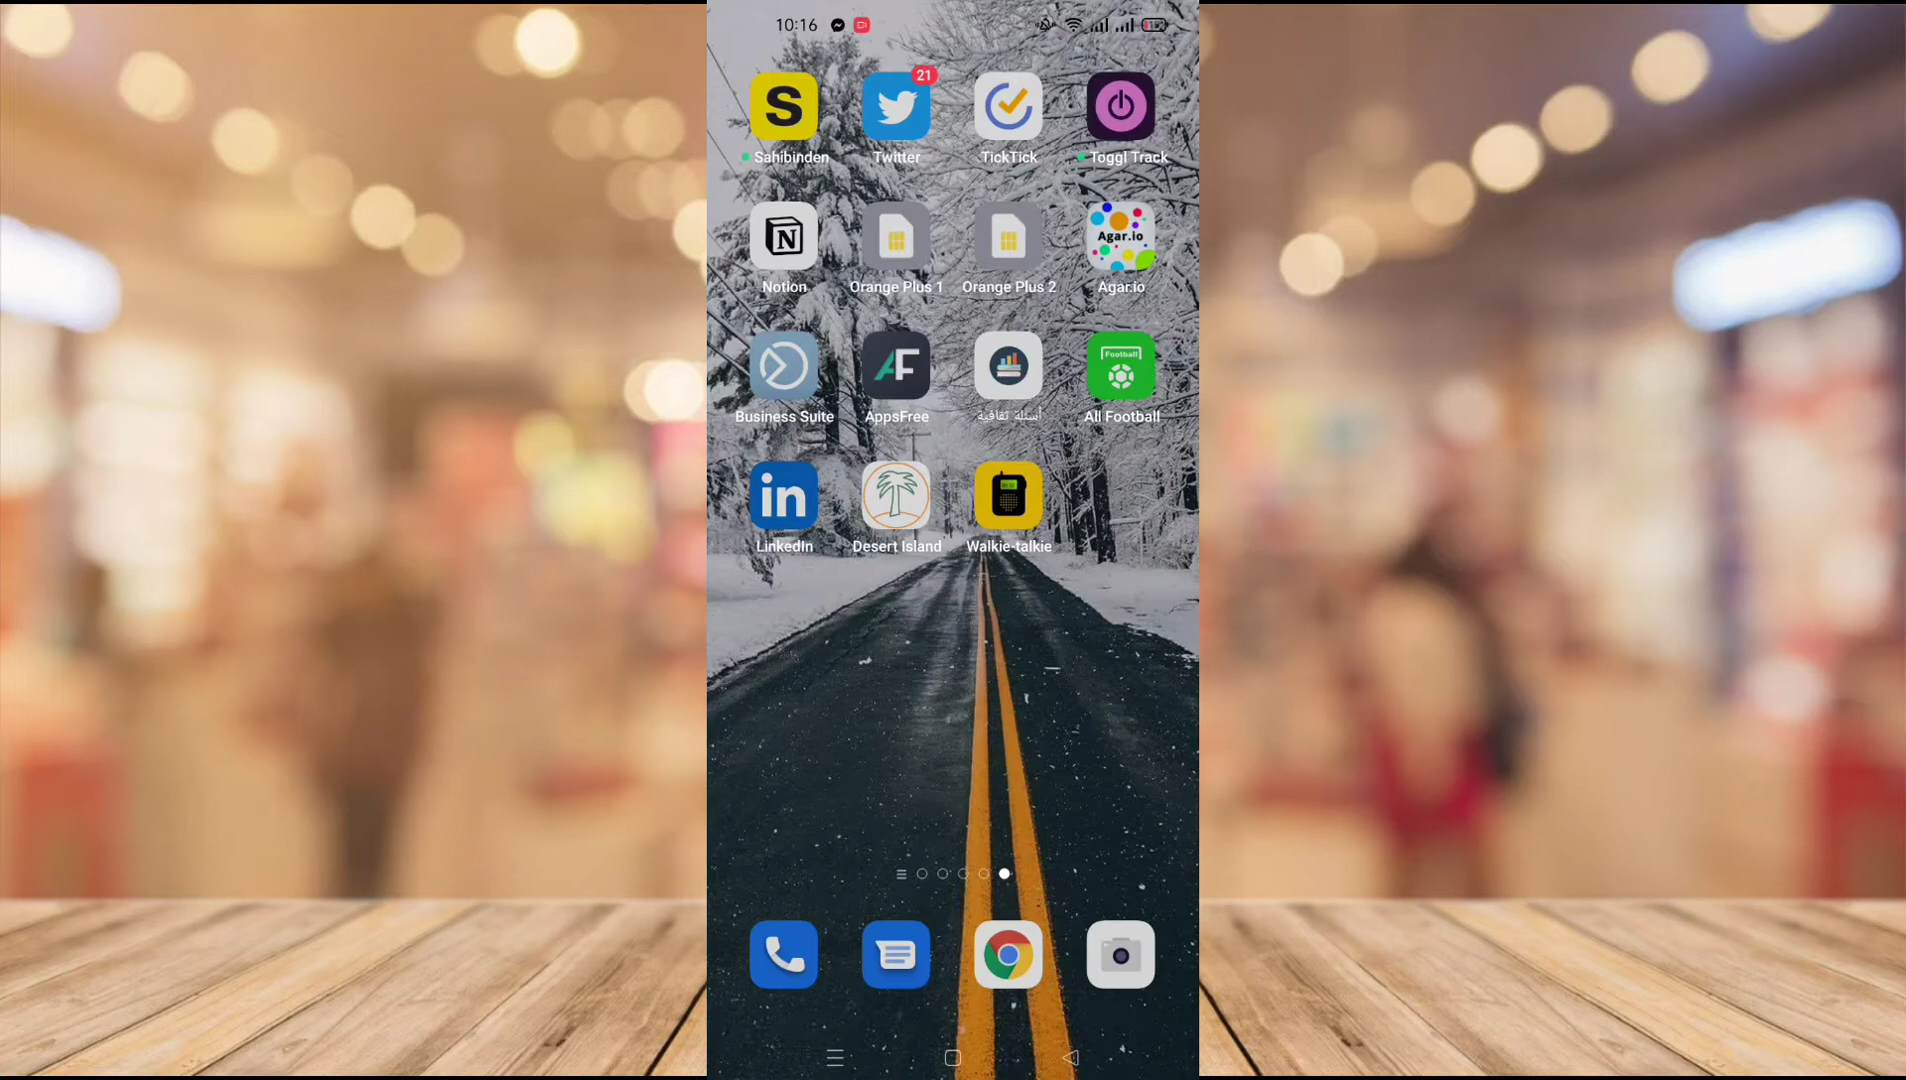 10:16
S
21
Sahibinden
Twitter
TickTick
Toggl Track
N
Agar.io
Notion
Orange Plus 1
Orange Plus 2
Agar.io
AF
Football
Business Suite
AppsFree
أسئلة ثقافية
All Football
in
LinkedIn
Desert Island
Walkie-talkie